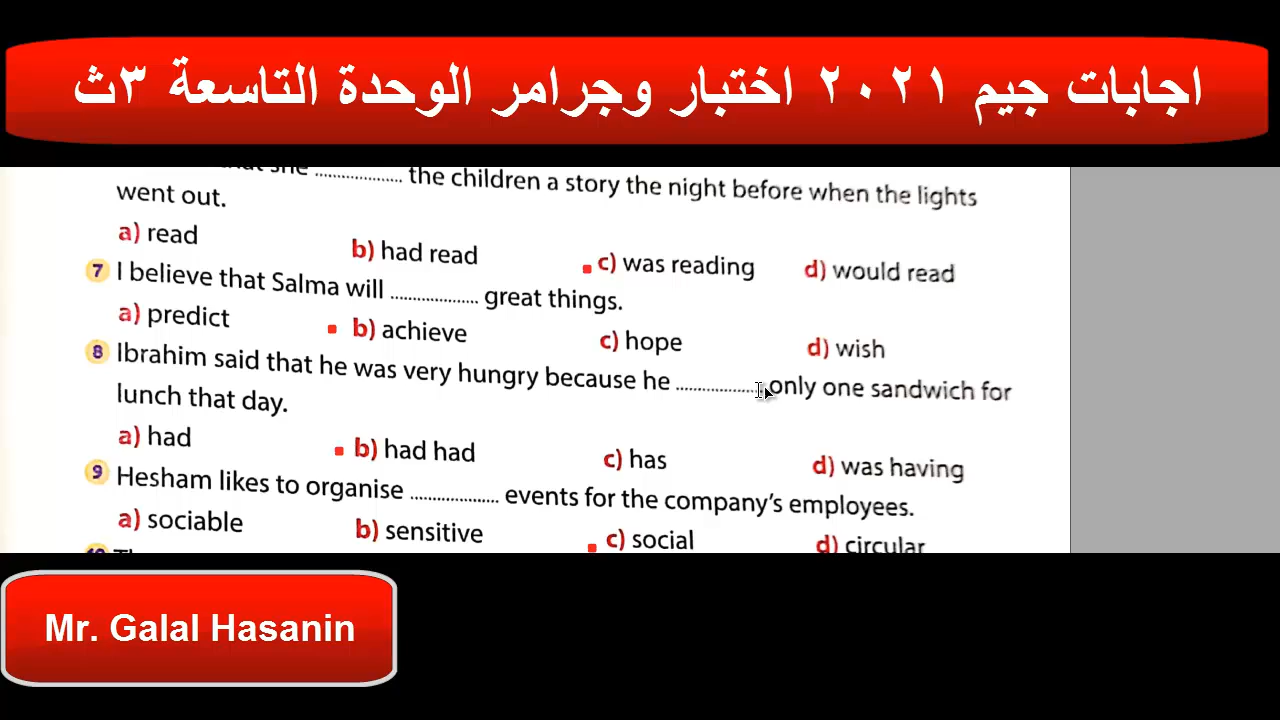 اجابات جيم ٢٠٢١ اختبار وجرامر الوحدة التاسعة ٣ث
that she .................... the children a story the night before when the lights
went out.
a) read b) had read c) was reading d) would read
7 I believe that Salma will .................... great things.
a) predict b) achieve c) hope d) wish
8 Ibrahim said that he was very hungry because he .................... only one sandwich for
lunch that day.
a) had b) had had c) has d) was having
9 Hesham likes to organise .................... events for the company's employees.
a) sociable b) sensitive c) social d) circular
Mr. Galal Hasanin